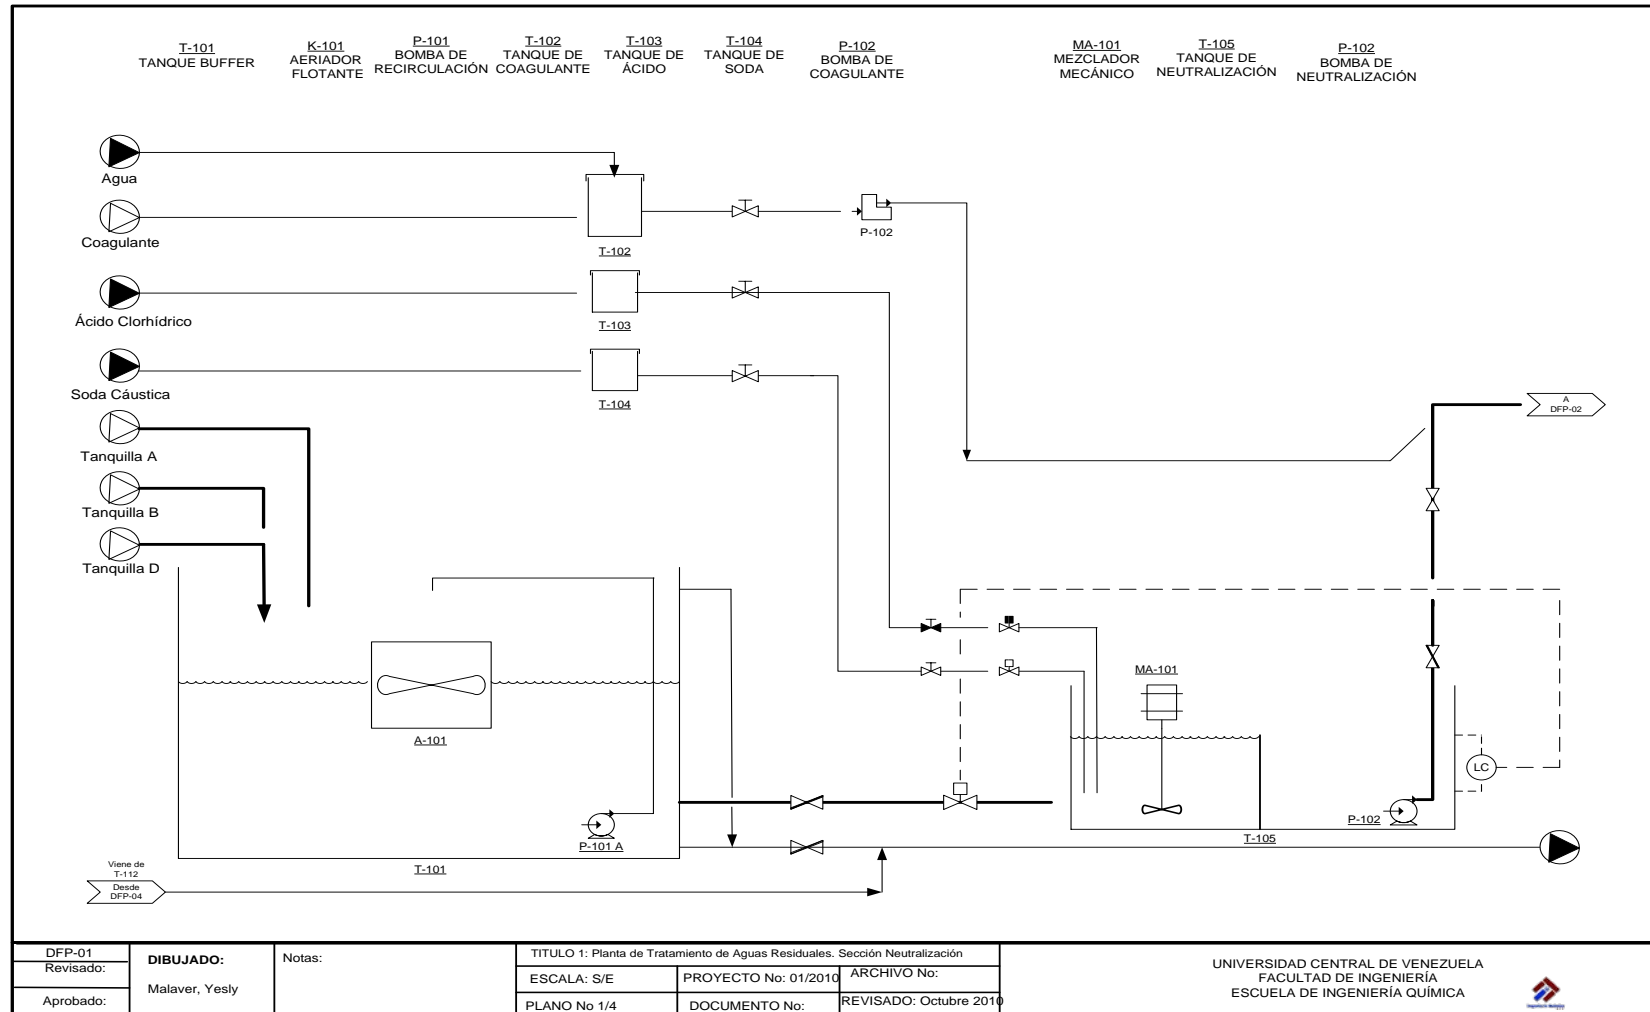 T-101
TANQUE BUFFER
K-101
AERIADOR
FLOTANTE
P-101
BOMBA DE
RECIRCULACIÓN
T-102
TANQUE DE
COAGULANTE
T-103
TANQUE DE
ÁCIDO
T-104
TANQUE DE
SODA
P-102
BOMBA DE
COAGULANTE
MA-101
MEZCLADOR
MECÁNICO
T-105
TANQUE DE
NEUTRALIZACIÓN
P-102
BOMBA DE
NEUTRALIZACIÓN
Agua
Coagulante
T-102
P-102
Ácido Clorhídrico
T-103
Soda Cáustica
T-104
A
DFP-02
Tanquilla A
Tanquilla B
Tanquilla D
MA-101
A-101
LC
P-101 A
P-102
T-105
T-101
Viene de
T-112
Desde
DFP-04
DFP-01
Revisado:
Aprobado:
DIBUJADO:
Malaver, Yesly
Notas:
TITULO 1: Planta de Tratamiento de Aguas Residuales. Sección Neutralización
ESCALA: S/E
PROYECTO No: 01/2010
ARCHIVO No:
PLANO No 1/4
DOCUMENTO No:
REVISADO: Octubre 2010
UNIVERSIDAD CENTRAL DE VENEZUELA
FACULTAD DE INGENIERÍA
ESCUELA DE INGENIERÍA QUÍMICA